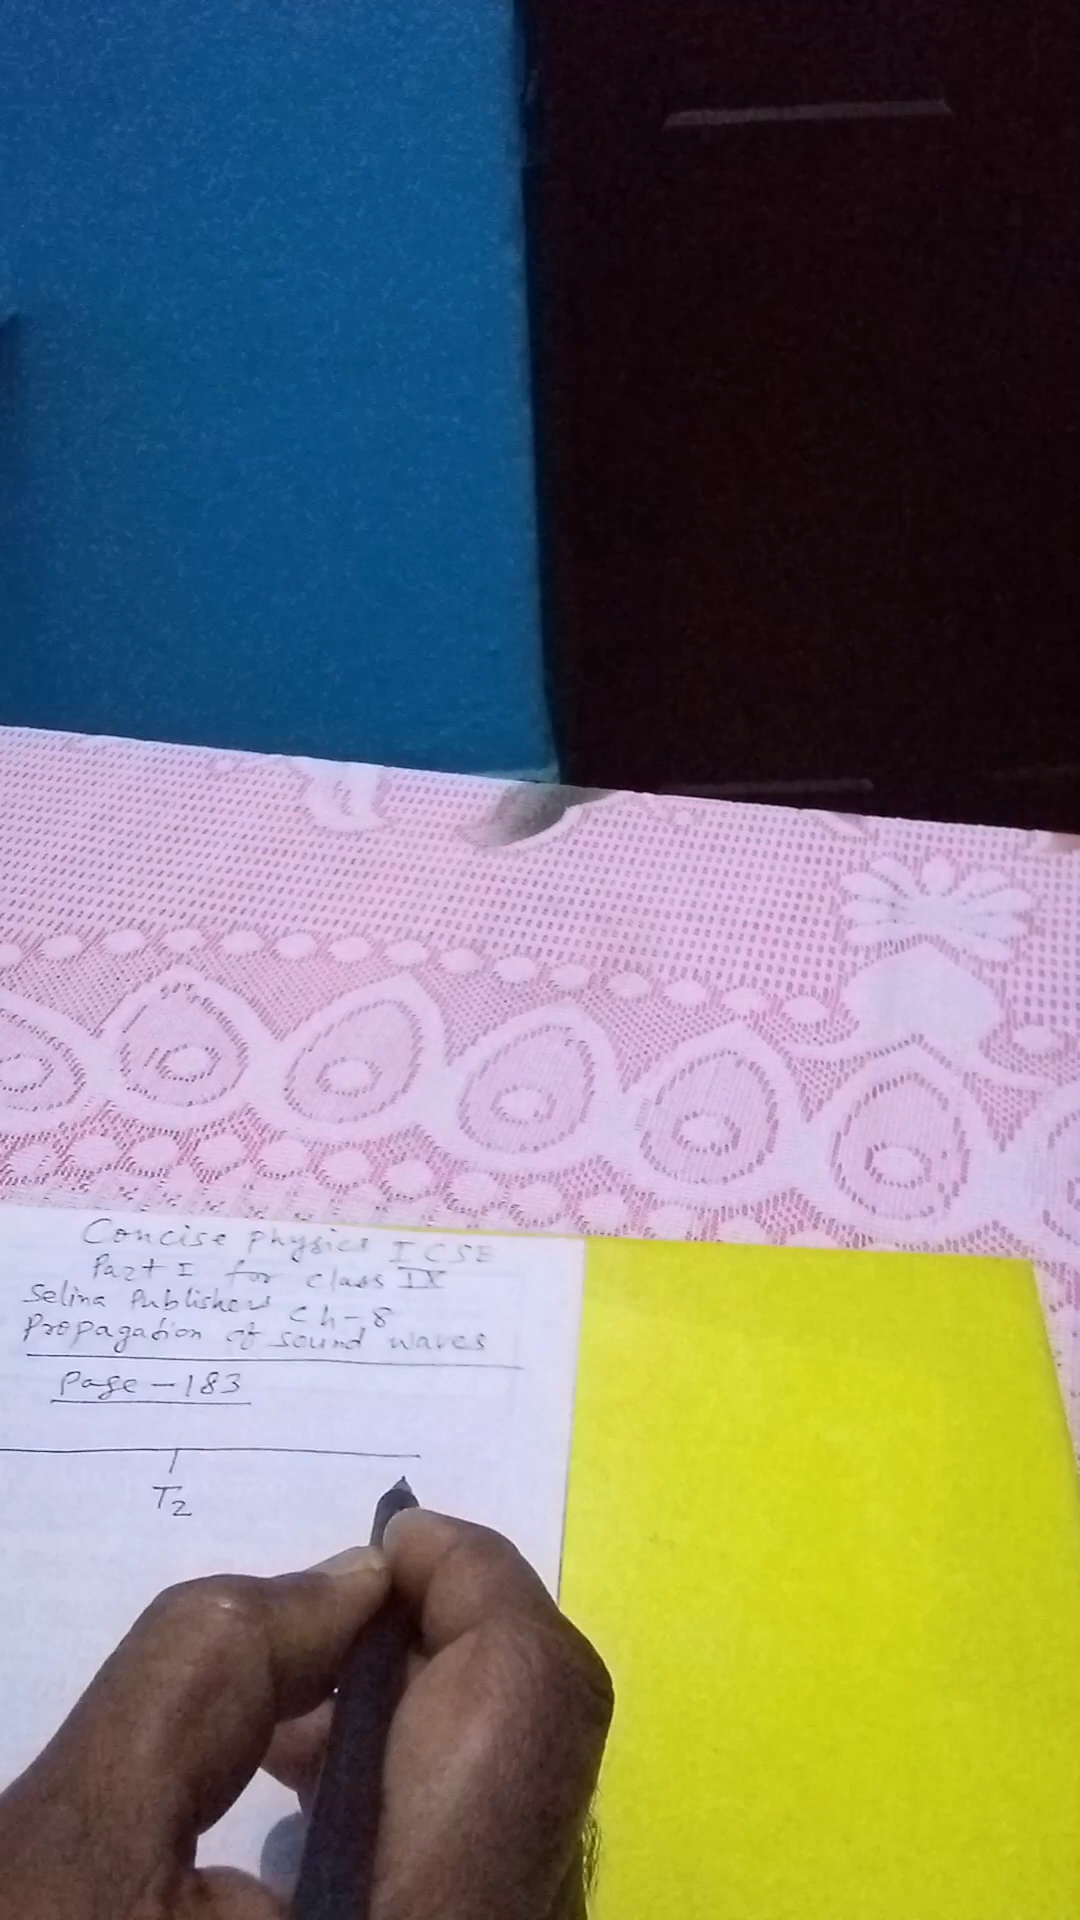 Concise Physics ICSE
Part I for class IX
Selina Publishers Ch-8
Propagation of sound waves
Page - 183
T2